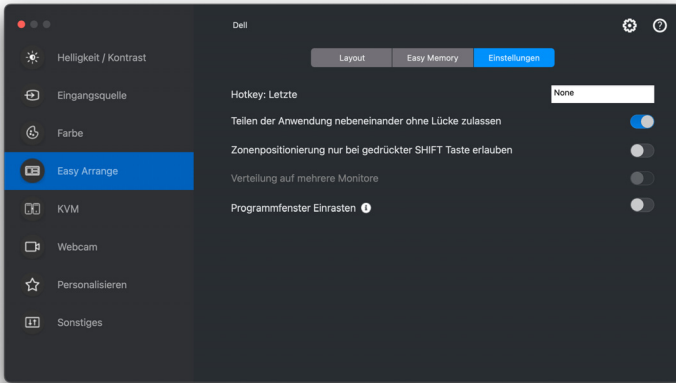 Dell
Layout
Easy Memory
Einstellungen
Helligkeit / Kontrast
Eingangsquelle
Farbe
Easy Arrange
KVM
Webcam
Personalisieren
Sonstiges
Hotkey: Letzte
None
Teilen der Anwendung nebeneinander ohne Lücke zulassen
Zonenpositionierung nur bei gedrückter SHIFT Taste erlauben
Verteilung auf mehrere Monitore
Programmfenster Einrasten